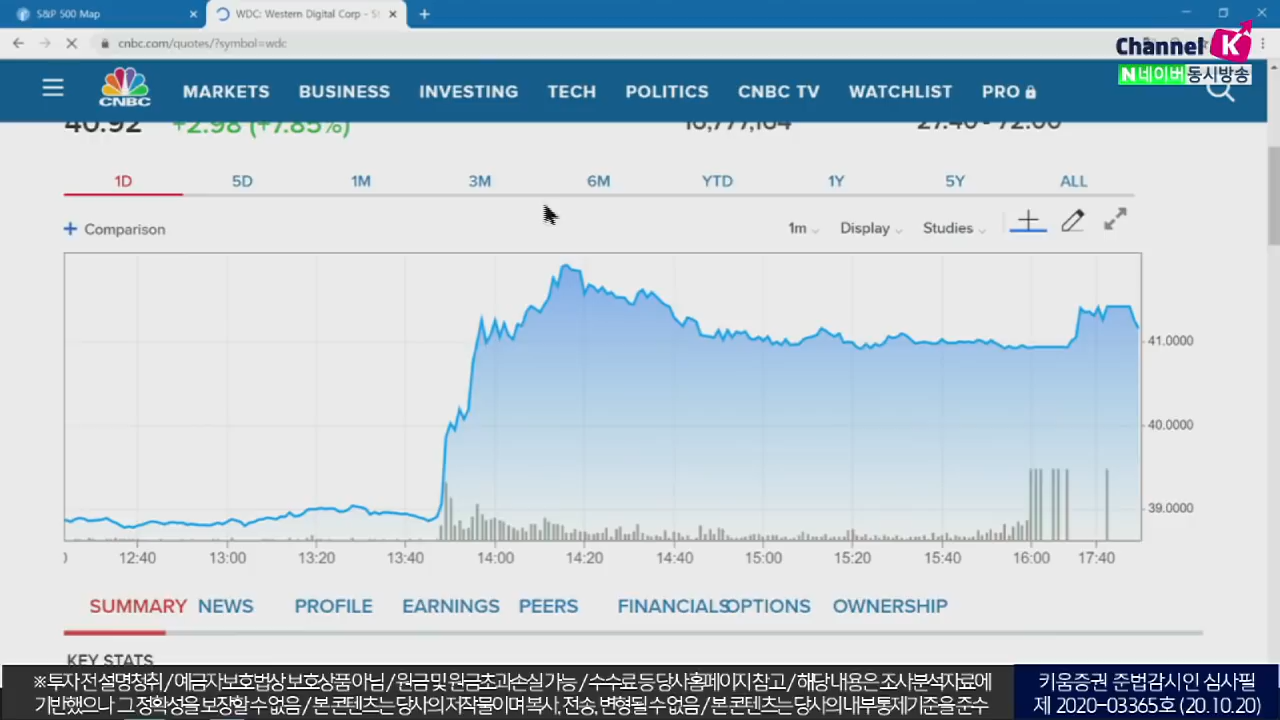 S&P 500 Map
WDC: Western Digital Corp - S
cnbc.com/quotes/?symbol=wdc
Channel K
N 네이버 동시방송
CNBC
MARKETS BUSINESS INVESTING TECH POLITICS CNBC TV WATCHLIST PRO
40.92 +2.98 (+7.85%) 27.40 - 72.00
1D 5D 1M 3M 6M YTD 1Y 5Y ALL
+ Comparison
1m Display Studies
41.0000
40.0000
39.0000
12:40 13:00 13:20 13:40 14:00 14:20 14:40 15:00 15:20 15:40 16:00 17:40
SUMMARY NEWS PROFILE EARNINGS PEERS FINANCIALS OPTIONS OWNERSHIP
KEY STATS
※ 투자 전 설명청취 / 예금자보호법상 보호상품 아님 / 원금 및 원금초과손실 가능 / 수수료 등 당사 홈페이지 참고 / 해당 내용은 조사분석자료에
기반했으나 그 정확성을 보장할 수 없음 / 본 콘텐츠는 당사의 저작물이며 복사, 전송, 변형될 수 없음 / 본 콘텐츠는 당사의 내부통제기준을 준수
키움증권 준법감시인 심사필
제 2020-03365호 (20.10.20)